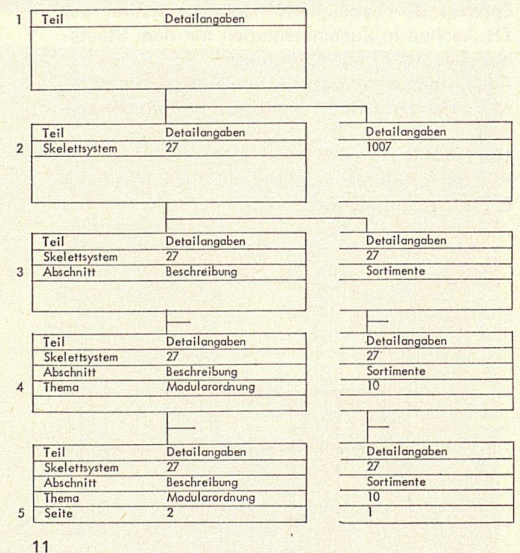 1 Teil Detailangaben
Teil Detailangaben Detailangaben
2 Skelettsystem 27 1007
Teil Detailangaben Detailangaben
Skelettsystem 27 27
3 Abschnitt Beschreibung Sortimente
Teil Detailangaben Detailangaben
Skelettsystem 27 27
Abschnitt Beschreibung Sortimente
4 Thema Modularordnung 10
Teil Detailangaben Detailangaben
Skelettsystem 27 27
Abschnitt Beschreibung Sortimente
Thema Modularordnung 10
5 Seite 2 1
11